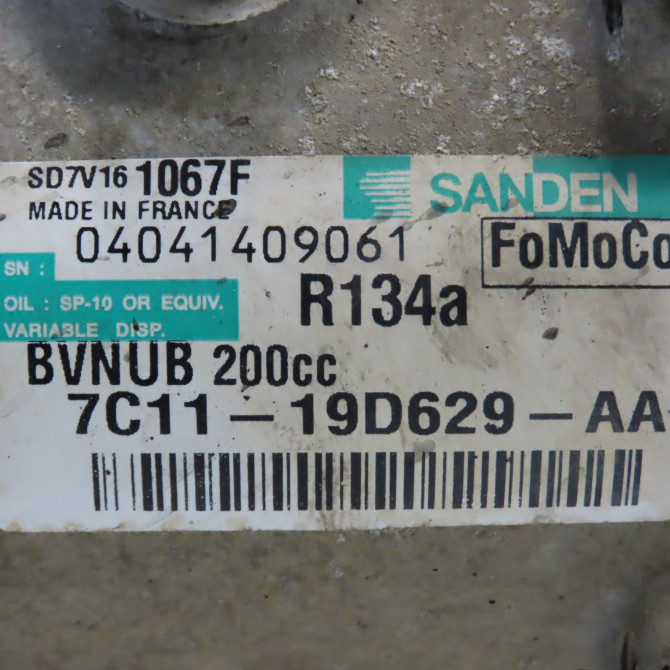 SD7V16 1067F
SANDEN
MADE IN FRANCE
SN : 04041409061
FoMoCo
OIL : SP-10 OR EQUIV.
R134a
VARIABLE DISP.
BVNUB 200cc
7C11-19D629-AA